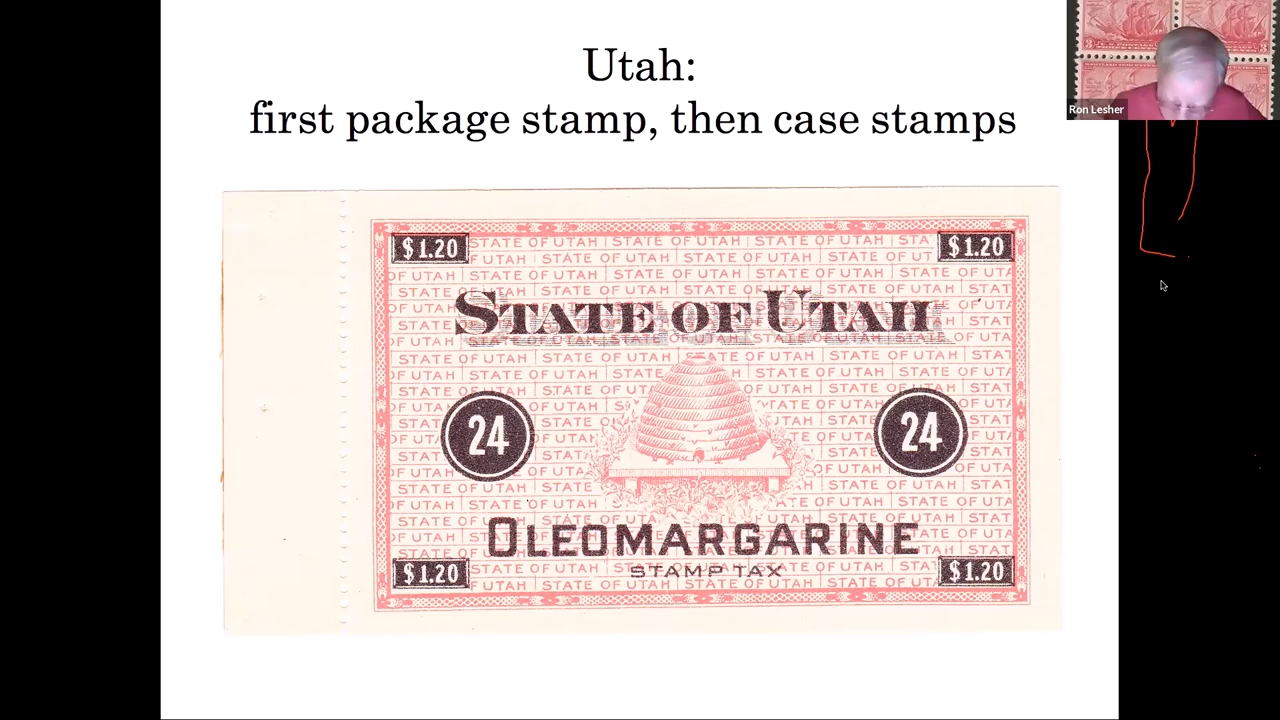 Utah:
first package stamp, then case stamps
Ron Lesher
$1.20 $1.20
STATE OF UTAH
24 24
OLEOMARGARINE
STAMP TAX
$1.20 $1.20